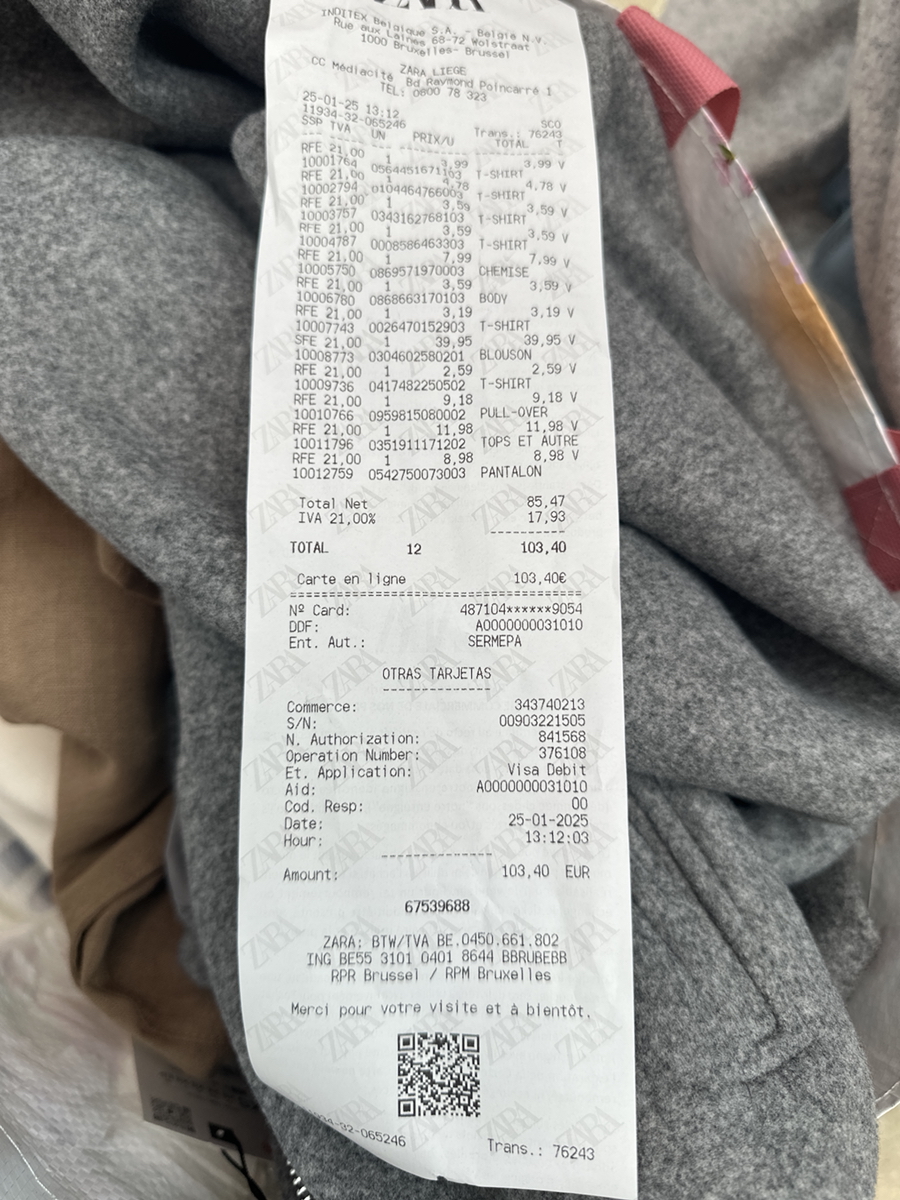 ZARA
INDITEX Belgique S.A. - Belgie N.V.
Rue aux Laines 68-72 Wolstraat
1000 Bruxelles- Brussel
ZARA LIEGE
CC Médiacité Bd Raymond Poincarré 1
TEL: 0800 78 323
25-01-25 13:12 SCO
11934-32-065246 Trans.: 76243
SSP TVA UN PRIX/U TOTAL T
RFE 21,00 1 3,99 3,99 V
10001764 05644451671103 T-SHIRT
RFE 21,00 1 4,78 4,78 V
10002794 0104464766003 T-SHIRT
RFE 21,00 1 3,59 3,59 V
10003757 0343162768103 T-SHIRT
RFE 21,00 1 3,59 3,59 V
10004787 0008586463303 T-SHIRT
RFE 21,00 1 7,99 7,99 V
10005750 0869571970003 CHEMISE
RFE 21,00 1 3,59 3,59 V
10006780 0868663170103 BODY
RFE 21,00 1 3,19 3,19 V
10007743 0026470152903 T-SHIRT
SFE 21,00 1 39,95 39,95 V
10008773 0304602580201 BLOUSON
RFE 21,00 1 2,59 2,59 V
10009736 0417482250502 T-SHIRT
RFE 21,00 1 9,18 9,18 V
10010766 0959815080002 PULL-OVER
RFE 21,00 1 11,98 11,98 V
10011796 0351911171202 TOPS ET AUTRE
RFE 21,00 1 8,98 8,98 V
10012759 0542750073003 PANTALON
Total Net 85,47
IVA 21,00% 17,93
TOTAL 12 103,40
Carte en ligne 103,40€
Nº Card: 487104******9054
DDF: A0000000031010
Ent. Aut.: SERMEPA
OTRAS TARJETAS
Commerce: 343740213
S/N: 00903221505
N. Authorization: 841568
Operation Number: 376108
Et. Application: Visa Debit
Aid: A0000000031010
Cod. Resp: 00
Date: 25-01-2025
Hour: 13:12:03
Amount: 103,40 EUR
67539688
ZARA: BTW/TVA BE.0450.661.802
ING BE55 3101 0401 8644 BBRUBEBB
RPR Brussel / RPM Bruxelles
Merci pour votre visite et à bientôt.
11934-32-065246 Trans.: 76243